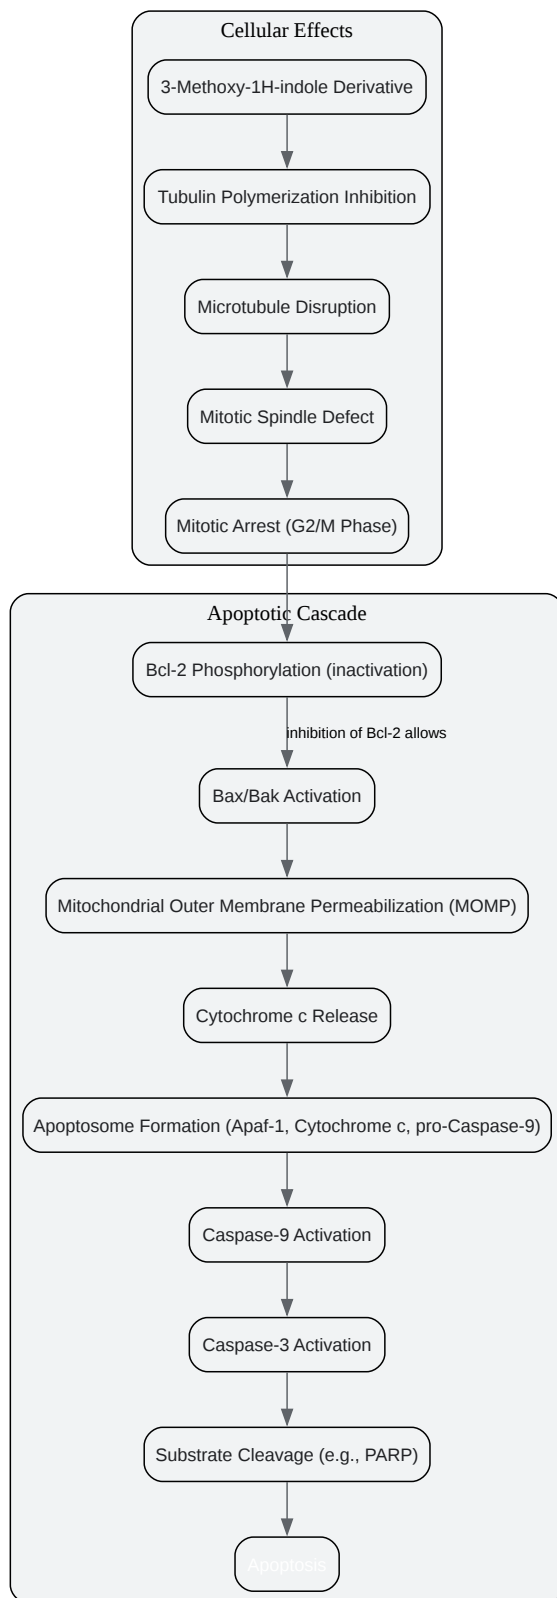 Cellular Effects
3-Methoxy-1H-indole Derivative
Tubulin Polymerization Inhibition
Microtubule Disruption
Mitotic Spindle Defect
Mitotic Arrest (G2/M Phase)
Apoptotic Cascade
Bcl-2 Phosphorylation (inactivation)
inhibition of Bcl-2 allows
Bax/Bak Activation
Mitochondrial Outer Membrane Permeabilization (MOMP)
Cytochrome c Release
Apoptosome Formation (Apaf-1, Cytochrome c, pro-Caspase-9)
Caspase-9 Activation
Caspase-3 Activation
Substrate Cleavage (e.g., PARP)
Apoptosis